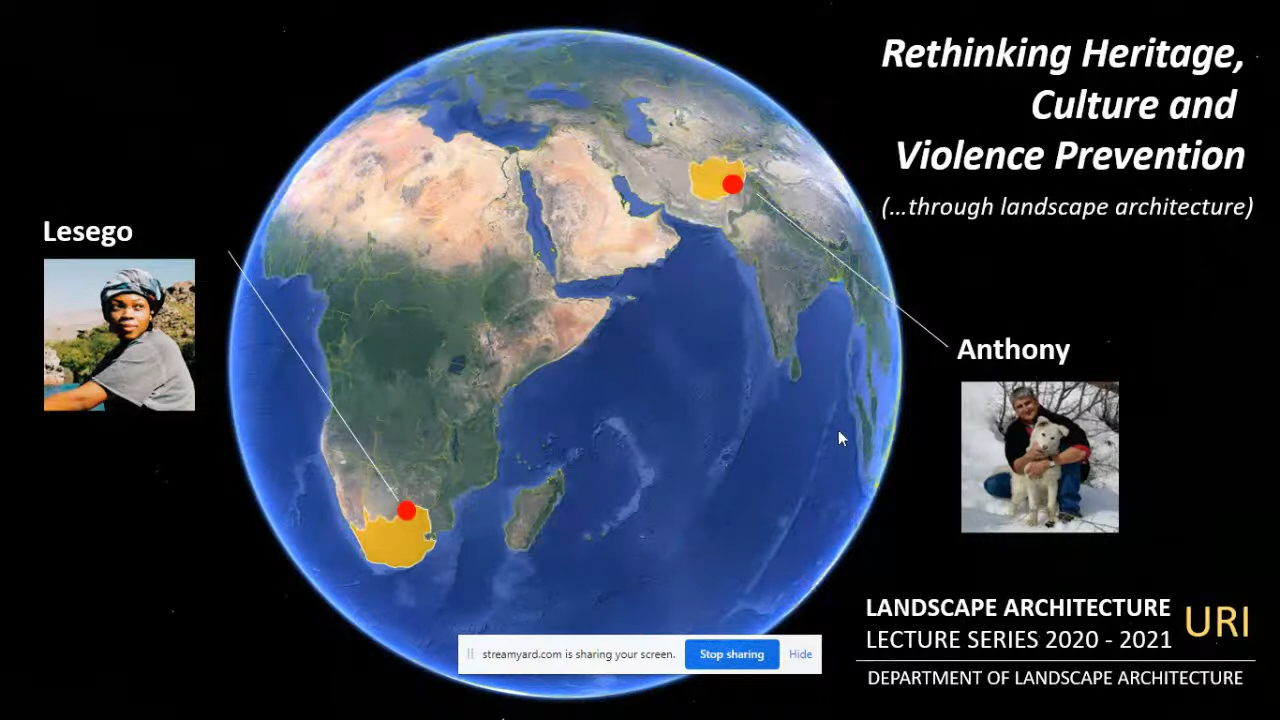 Rethinking Heritage,
Culture and
Violence Prevention
(...through landscape architecture)
Lesego
Anthony
LANDSCAPE ARCHITECTURE
LECTURE SERIES 2020 - 2021
URI
DEPARTMENT OF LANDSCAPE ARCHITECTURE
streamyard.com is sharing your screen.
Stop sharing
Hide